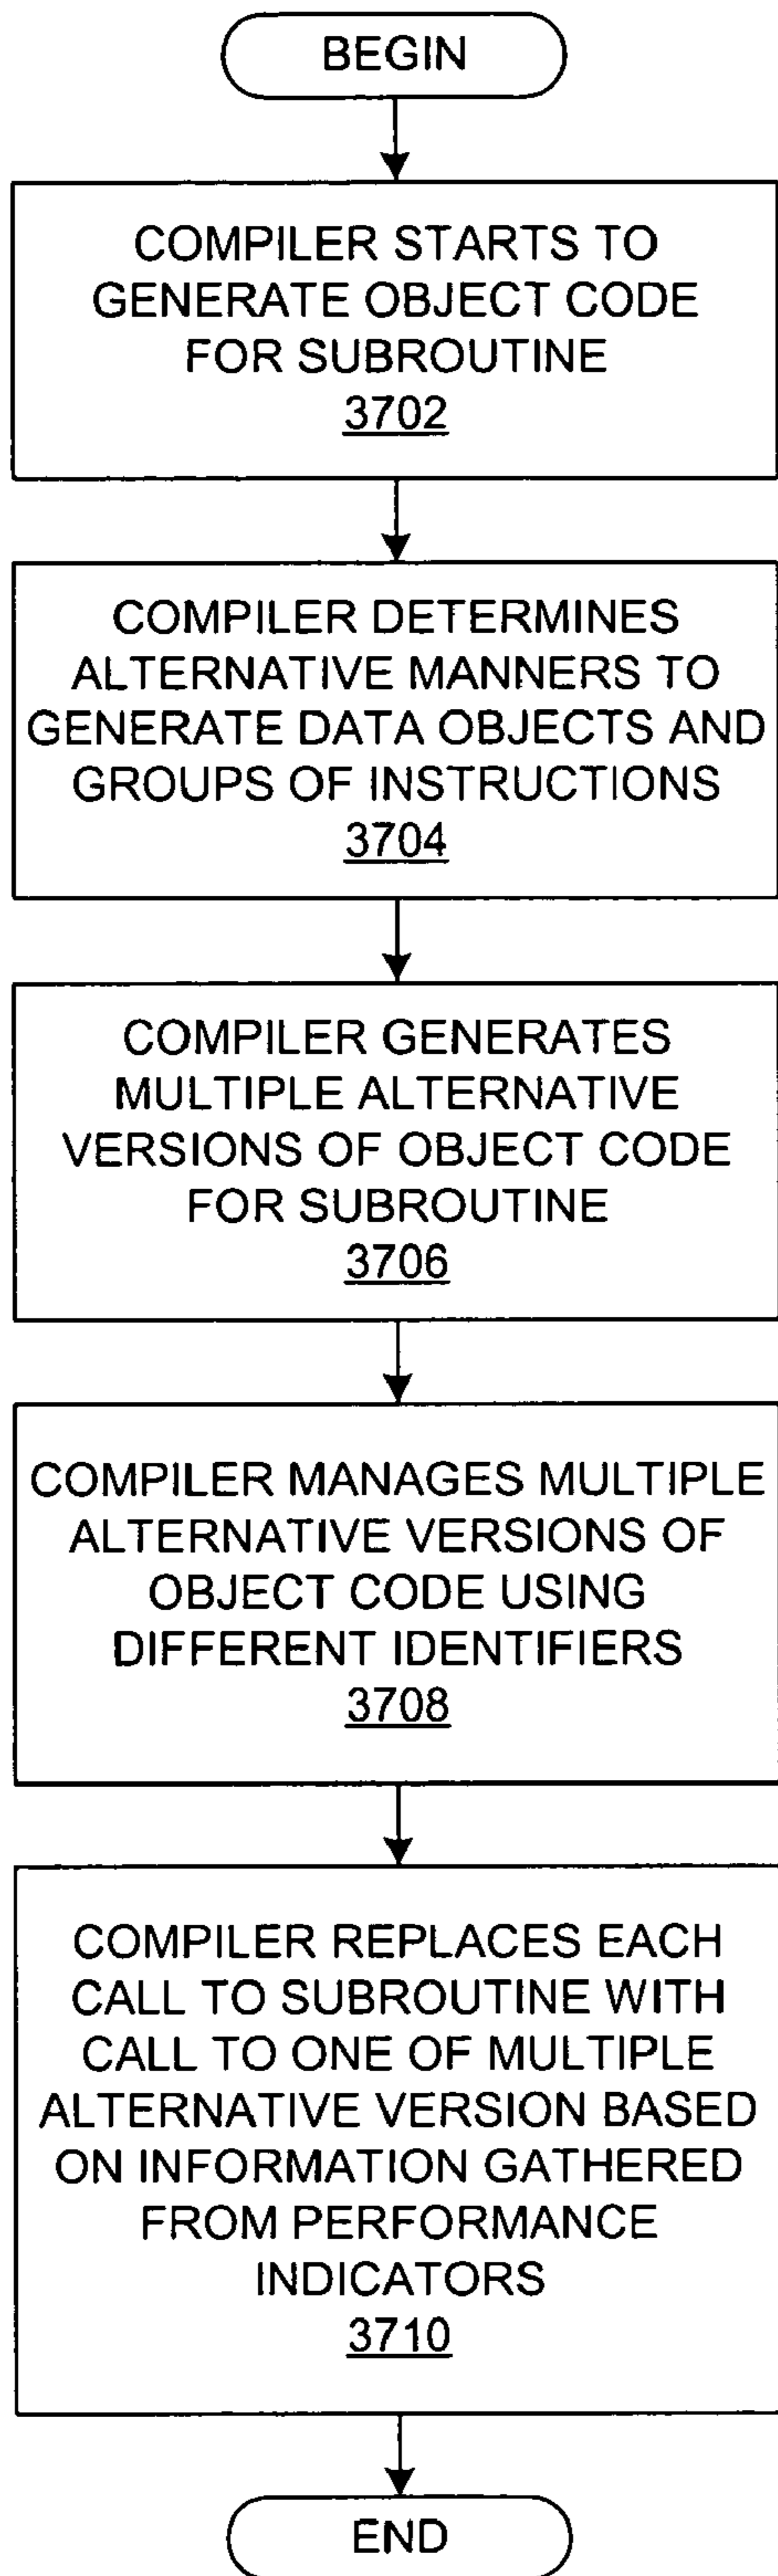 BEGIN
COMPILER STARTS TO
GENERATE OBJECT CODE
FOR SUBROUTINE
3702
COMPILER DETERMINES
ALTERNATIVE MANNERS TO
GENERATE DATA OBJECTS AND
GROUPS OF INSTRUCTIONS
3704
COMPILER GENERATES
MULTIPLE ALTERNATIVE
VERSIONS OF OBJECT CODE
FOR SUBROUTINE
3706
COMPILER MANAGES MULTIPLE
ALTERNATIVE VERSIONS OF
OBJECT CODE USING
DIFFERENT IDENTIFIERS
3708
COMPILER REPLACES EACH
CALL TO SUBROUTINE WITH
CALL TO ONE OF MULTIPLE
ALTERNATIVE VERSION BASED
ON INFORMATION GATHERED
FROM PERFORMANCE
INDICATORS
3710
END